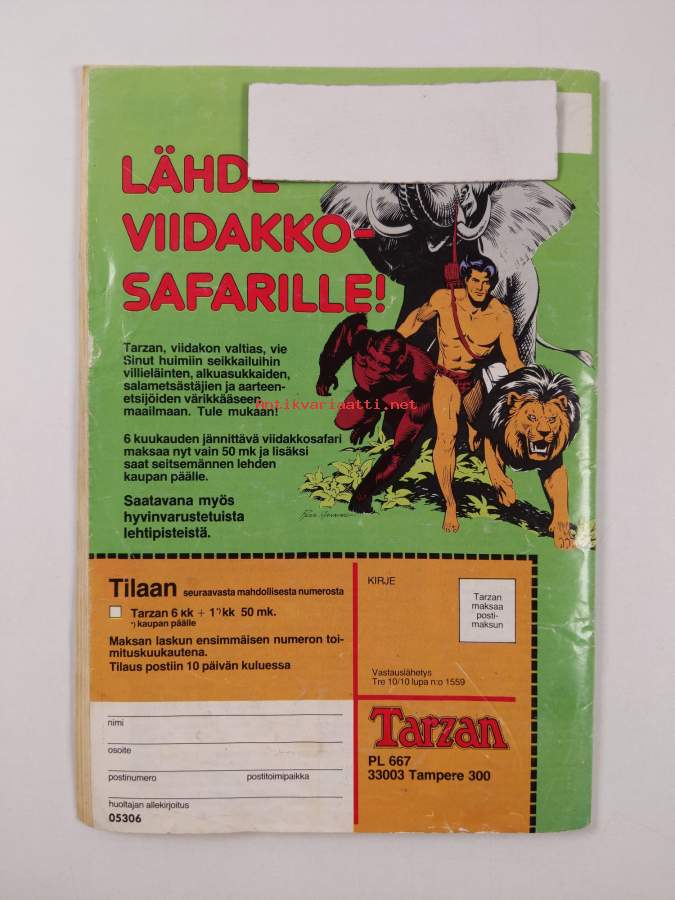 LÄHDE
VIIDAKKO-
SAFARILLE!
Tarzan, viidakon valtias, vie
Sinut huimiin seikkailuihin
villieläinten, alkuasukkaiden,
salametsästäjien ja aarteen-
etsijöiden värikkääseen
maailmaan. Tule mukaan!
Antikvariaatti.net
6 kuukauden jännittävä viidakkosafari
maksaa nyt vain 50 mk ja lisäksi
saat seitsemännen lehden
kaupan päälle.
Saatavana myös
hyvinvarustetuista
lehtipisteistä.
Tilaan seuraavasta mahdollisesta numerosta
Tarzan 6 kk + 1*) kk 50 mk.
*) kaupan päälle
Maksan laskun ensimmäisen numeron toi-
mituskuukautena.
Tilaus postiin 10 päivän kuluessa
KIRJE
Tarzan
maksaa
posti-
maksun
Vastauslähetys
Tre 10/10 lupa n:o 1559
nimi
osoite
postinumero postitoimipaikka
huoltajan allekirjoitus
05306
Tarzan
PL 667
33003 Tampere 300